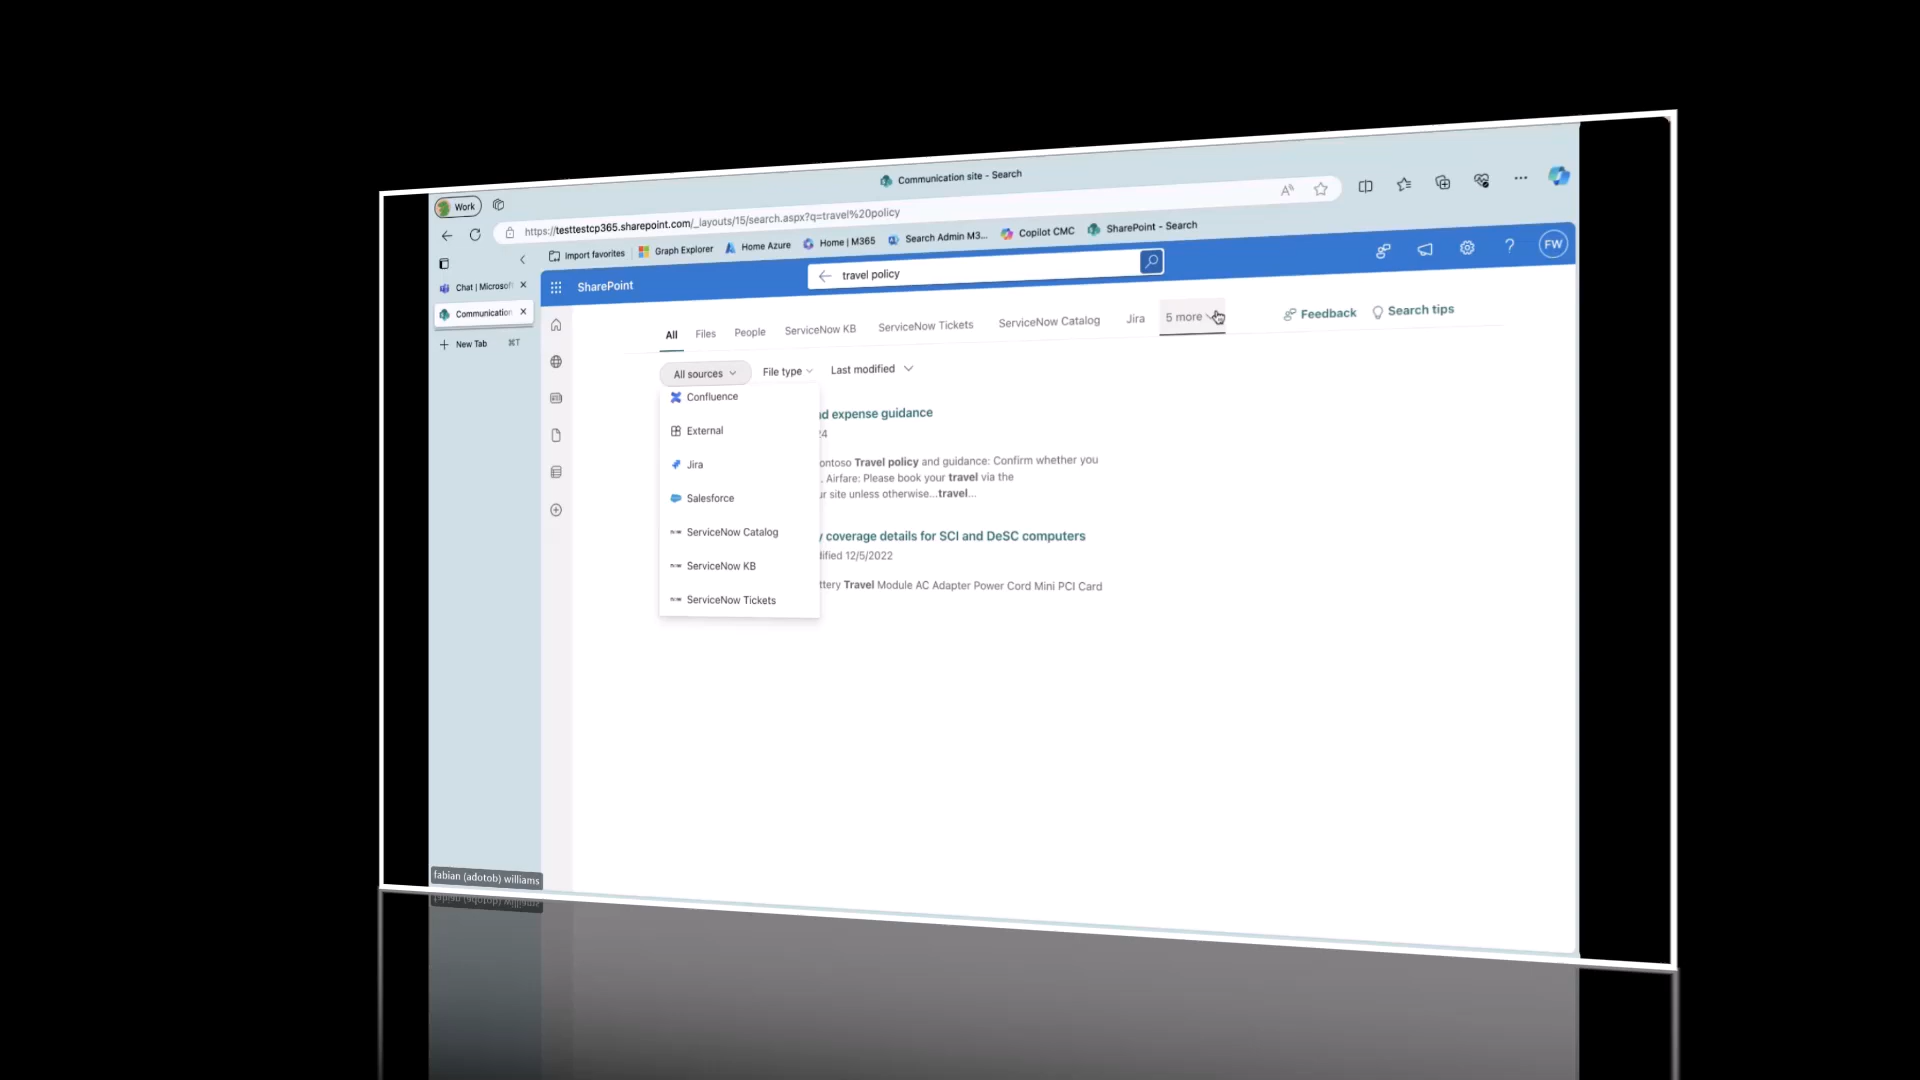 Communication site - Search
Work
https://testtestcp365.sharepoint.com/_layouts/15/search.aspx?q=travel%20policy
Import favorites
Graph Explorer
Home Azure
Home | M365
Search Admin M3...
Copilot CMC
SharePoint - Search
Chat | Microsoft
Communication
New Tab
⌘T
SharePoint
travel policy
FW
All
Files
People
ServiceNow KB
ServiceNow Tickets
ServiceNow Catalog
Jira
5 more
Feedback
Search tips
All sources
File type
Last modified
Confluence
External
Jira
Salesforce
ServiceNow Catalog
ServiceNow KB
ServiceNow Tickets
d expense guidance
24
ontoso Travel policy and guidance: Confirm whether you
. Airfare: Please book your travel via the
ur site unless otherwise...travel...
y coverage details for SCI and DeSC computers
dified 12/5/2022
ttery Travel Module AC Adapter Power Cord Mini PCI Card
fabian (adotob) williams